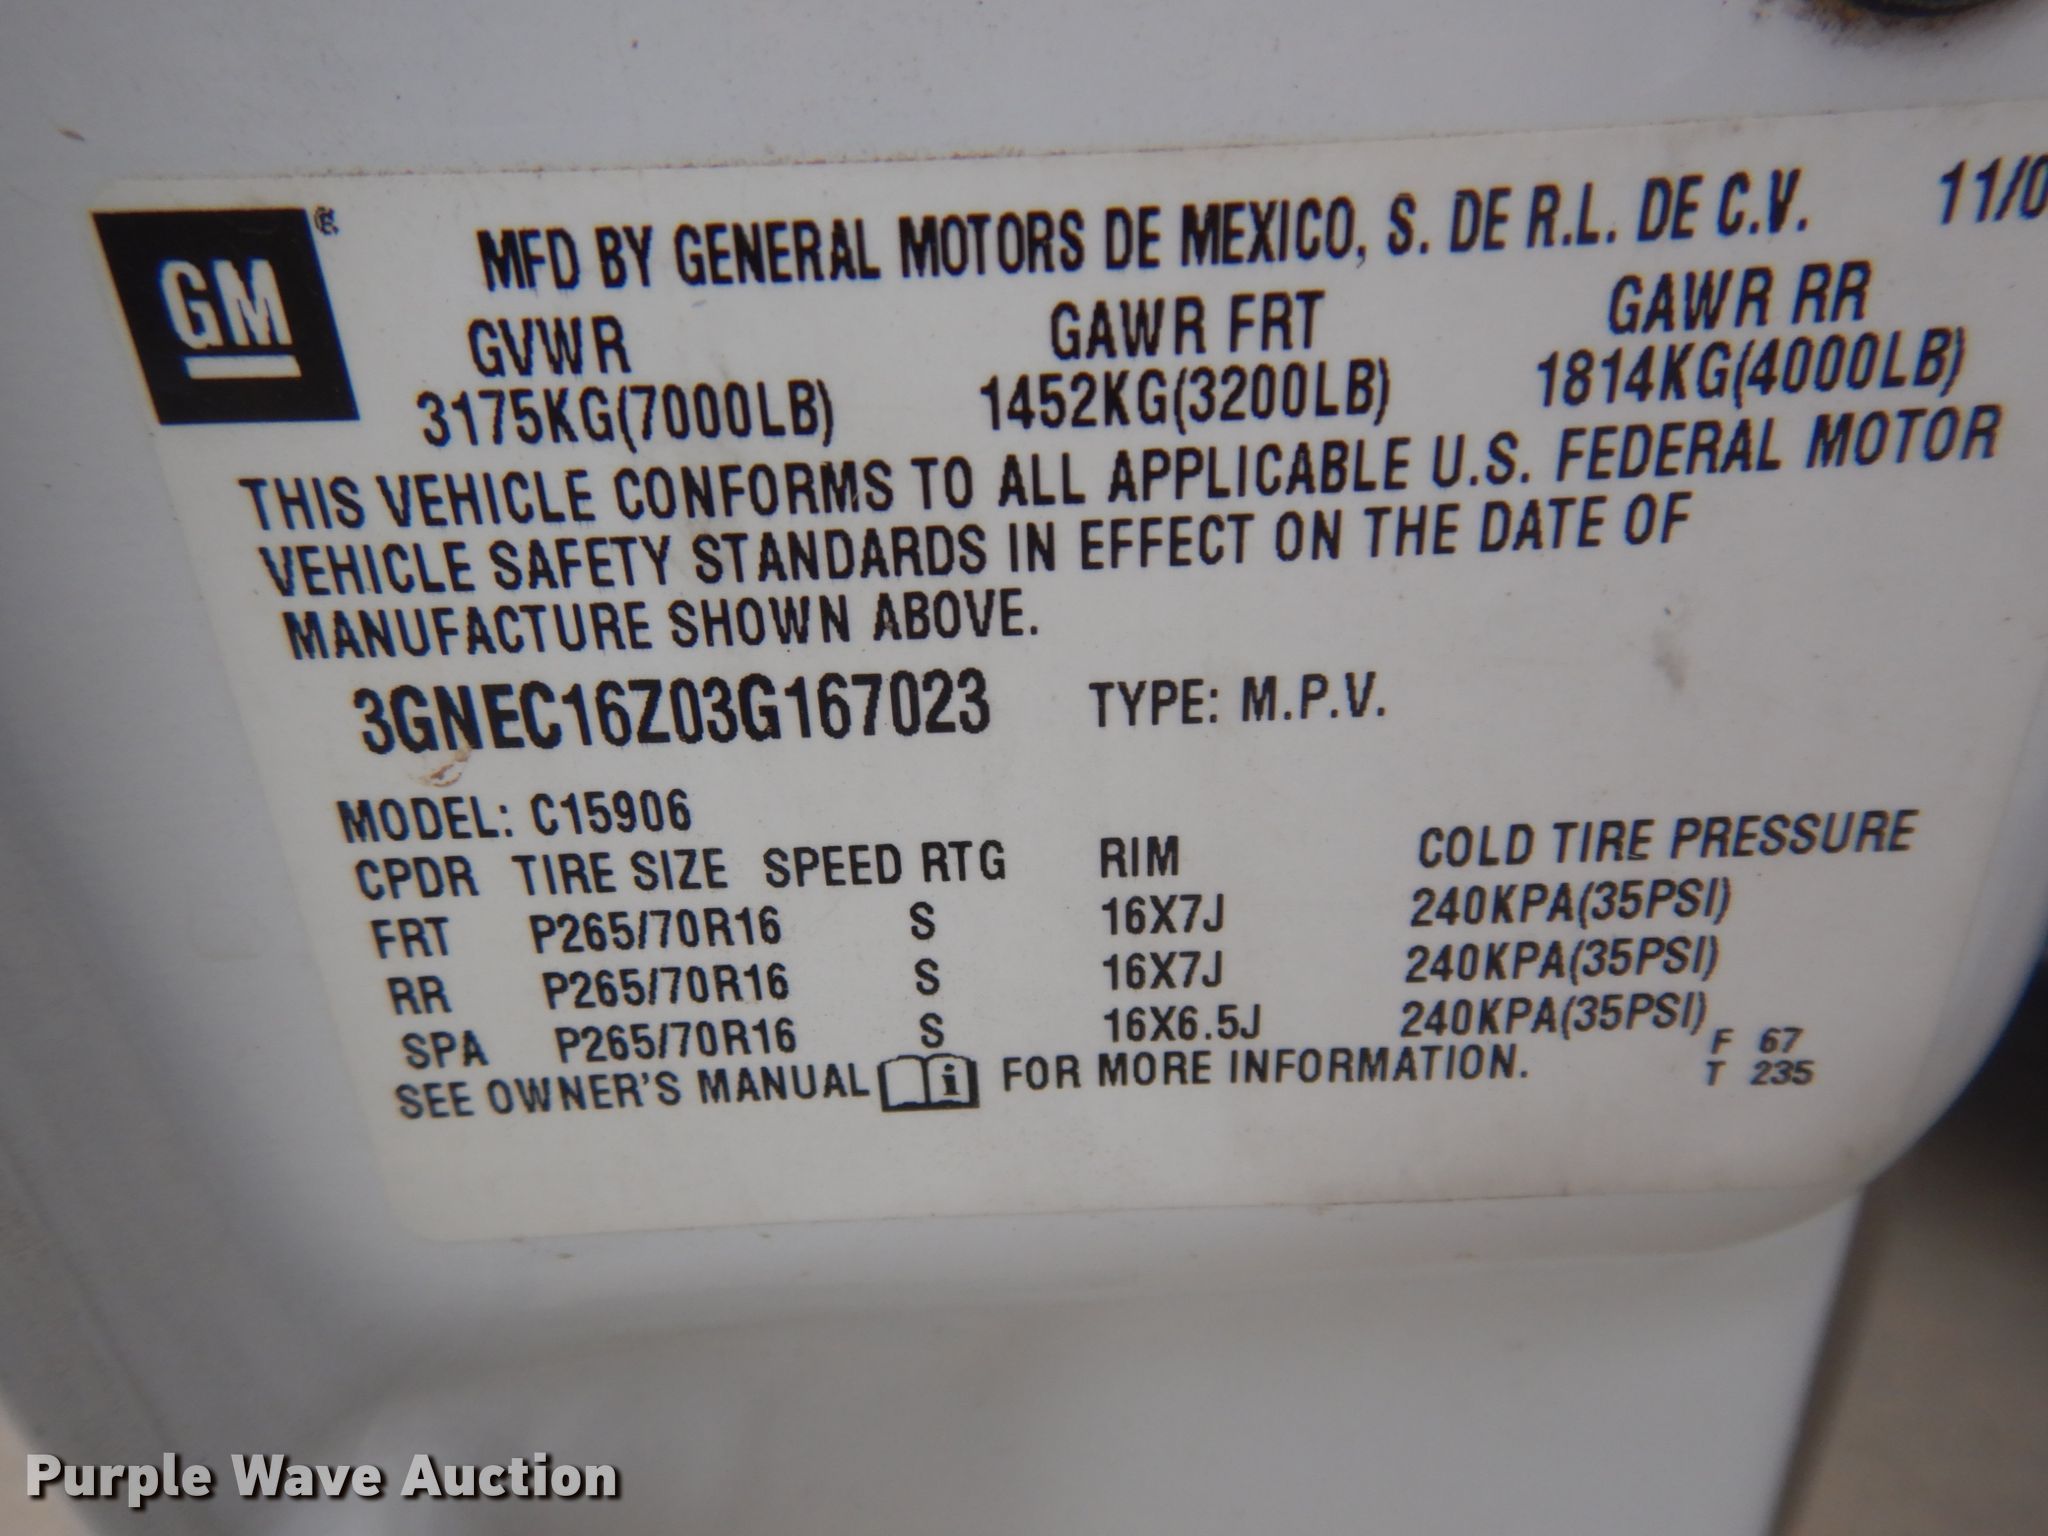 GM
MFD BY GENERAL MOTORS DE MEXICO, S. DE R.L. DE C.V. 11/0
GVWR GAWR FRT GAWR RR
3175KG(7000LB) 1452KG(3200LB) 1814KG(4000LB)
THIS VEHICLE CONFORMS TO ALL APPLICABLE U.S. FEDERAL MOTOR
VEHICLE SAFETY STANDARDS IN EFFECT ON THE DATE OF
MANUFACTURE SHOWN ABOVE.
3GNEC16Z03G167023 TYPE: M.P.V.
MODEL: C15906
CPDR TIRE SIZE SPEED RTG RIM COLD TIRE PRESSURE
FRT P265/70R16 S 16X7J 240KPA(35PSI)
RR P265/70R16 S 16X7J 240KPA(35PSI)
SPA P265/70R16 S 16X6.5J 240KPA(35PSI)
SEE OWNER'S MANUAL i FOR MORE INFORMATION.
F 67
T 235
Purple Wave Auction